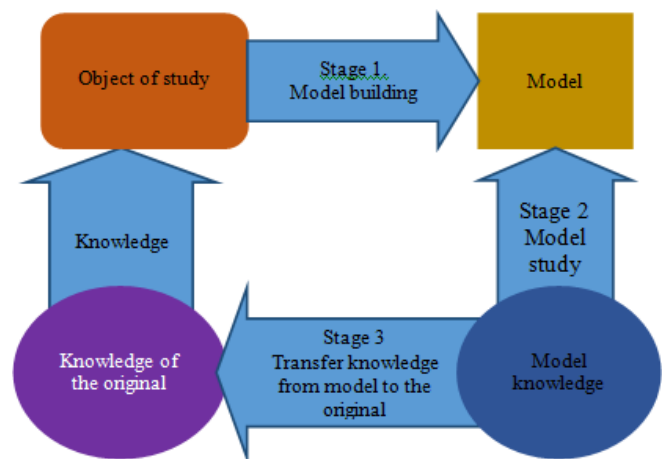 Object of study
Stage 1.
Model building
Model
Knowledge
Stage 2
Model
study
Knowledge of
the original
Stage 3
Transfer knowledge
from model to the
original
Model
knowledge